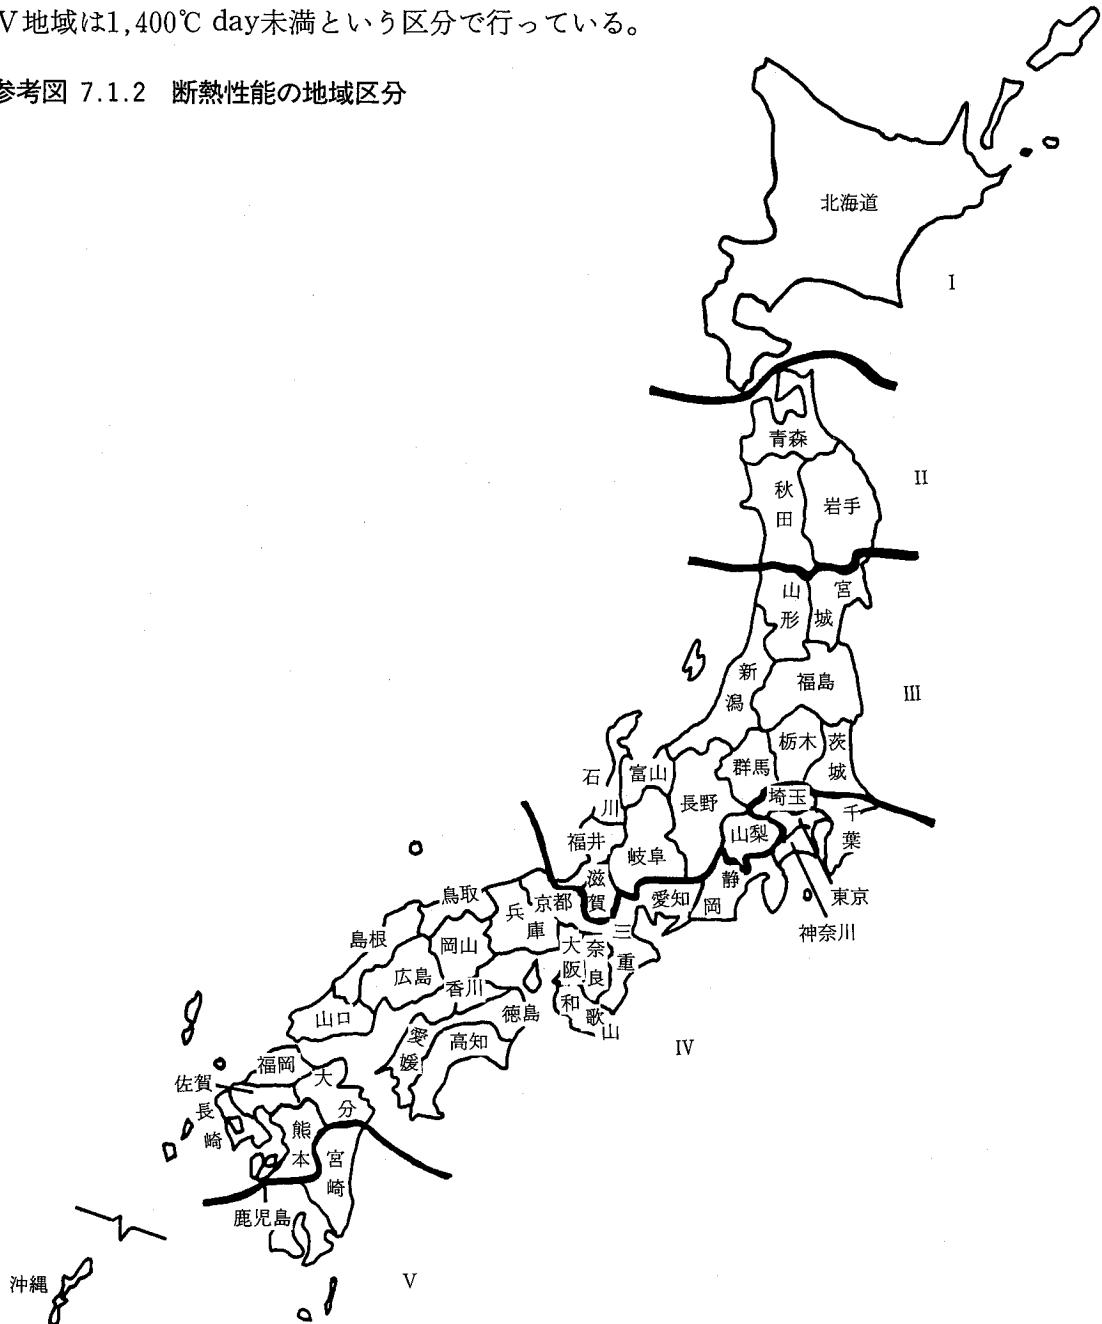 Ⅴ地域は1,400℃ day未満という区分で行っている。
参考図 7.1.2 断熱性能の地域区分
北海道
Ⅰ
青森
秋田
岩手
Ⅱ
山形
宮城
新潟
福島
Ⅲ
栃木
茨城
群馬
石川
富山
長野
埼玉
千葉
福井
岐阜
山梨
静岡
滋賀
愛知
東京
神奈川
鳥取
兵庫
京都
島根
岡山
大阪
奈良
三重
広島
香川
和歌山
山口
徳島
愛媛
高知
Ⅳ
福岡
佐賀
大分
長崎
熊本
宮崎
鹿児島
沖縄
Ⅴ